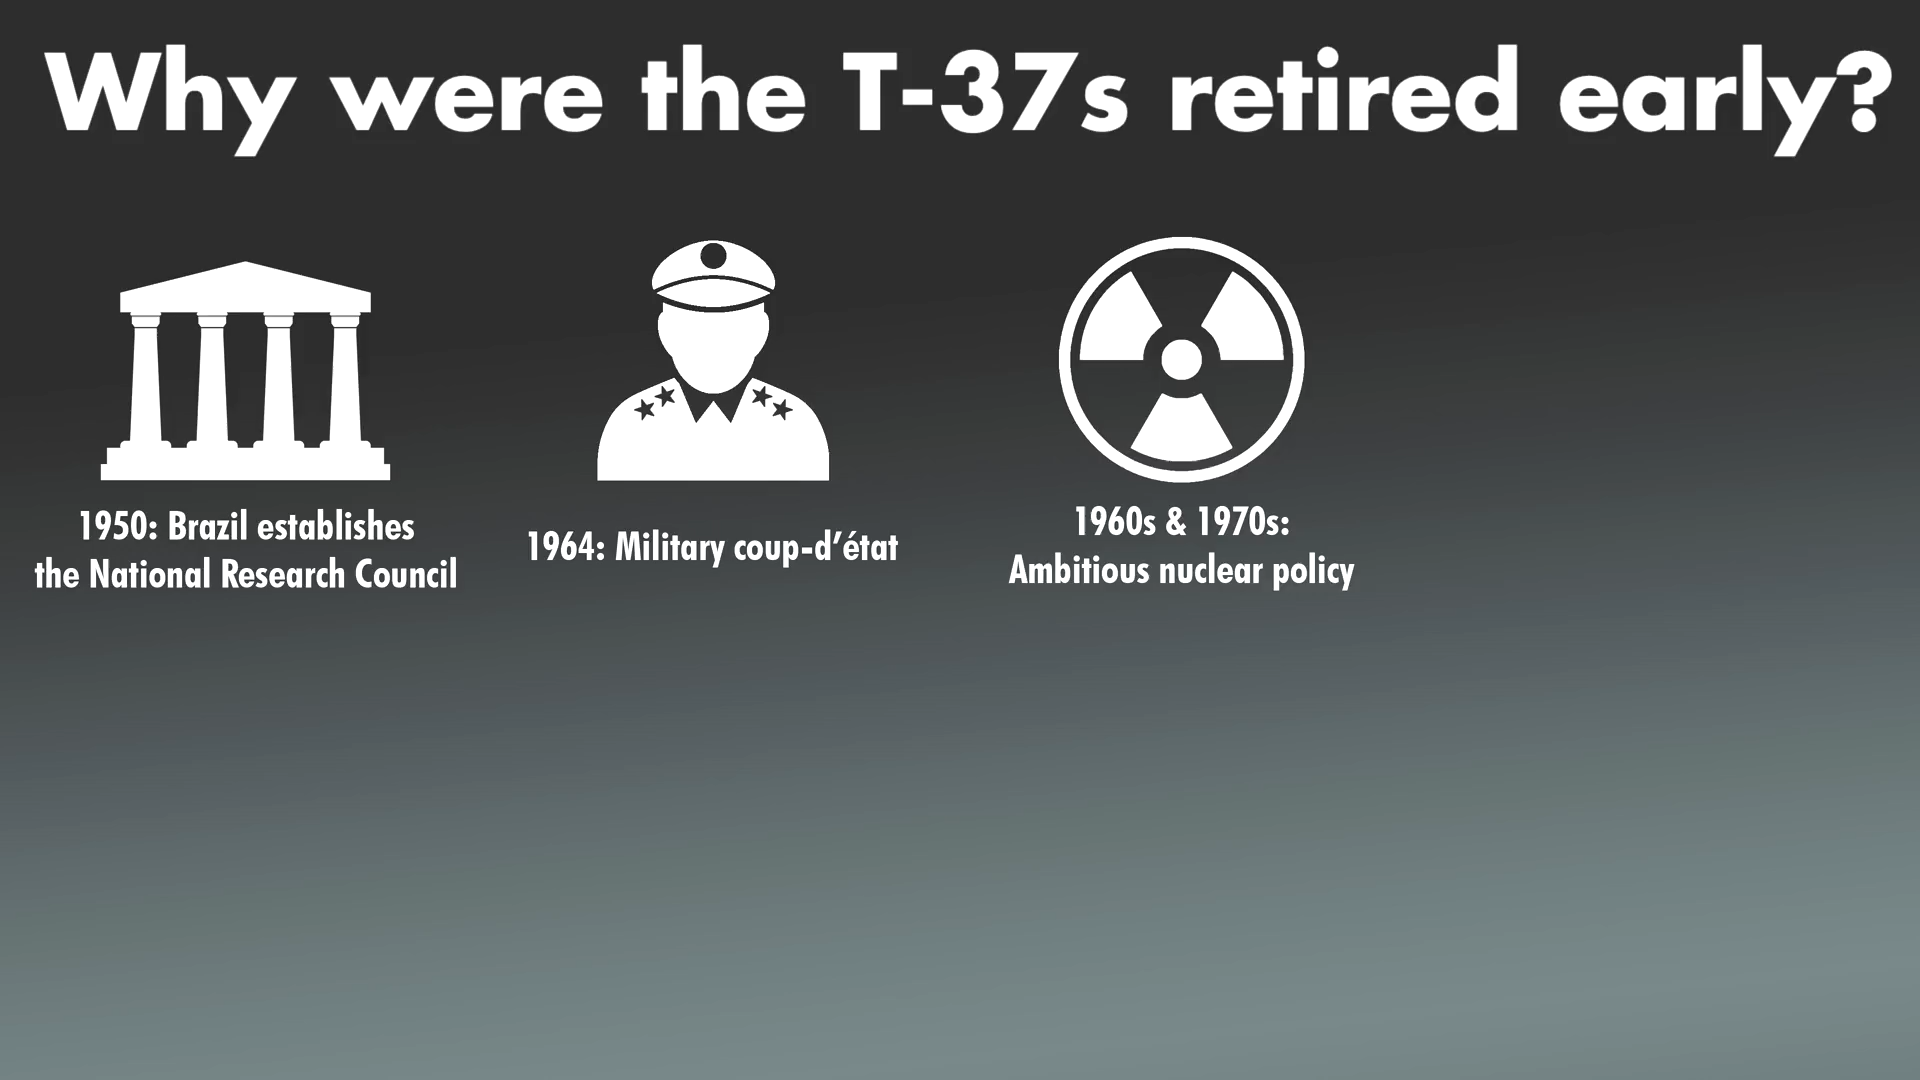 Why were the T-37s retired early?
1950: Brazil establishes
the National Research Council
1964: Military coup-d’état
1960s & 1970s:
Ambitious nuclear policy